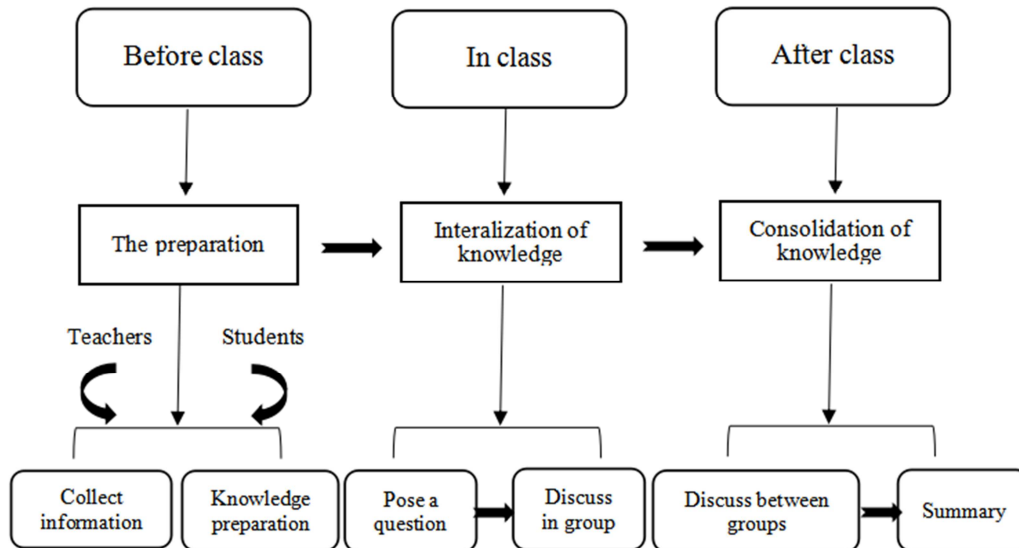 Before class
In class
After class
The preparation
Interalization of
knowledge
Consolidation of
knowledge
Teachers
Students
Collect
information
Knowledge
preparation
Pose a
question
Discuss
in group
Discuss between
groups
Summary